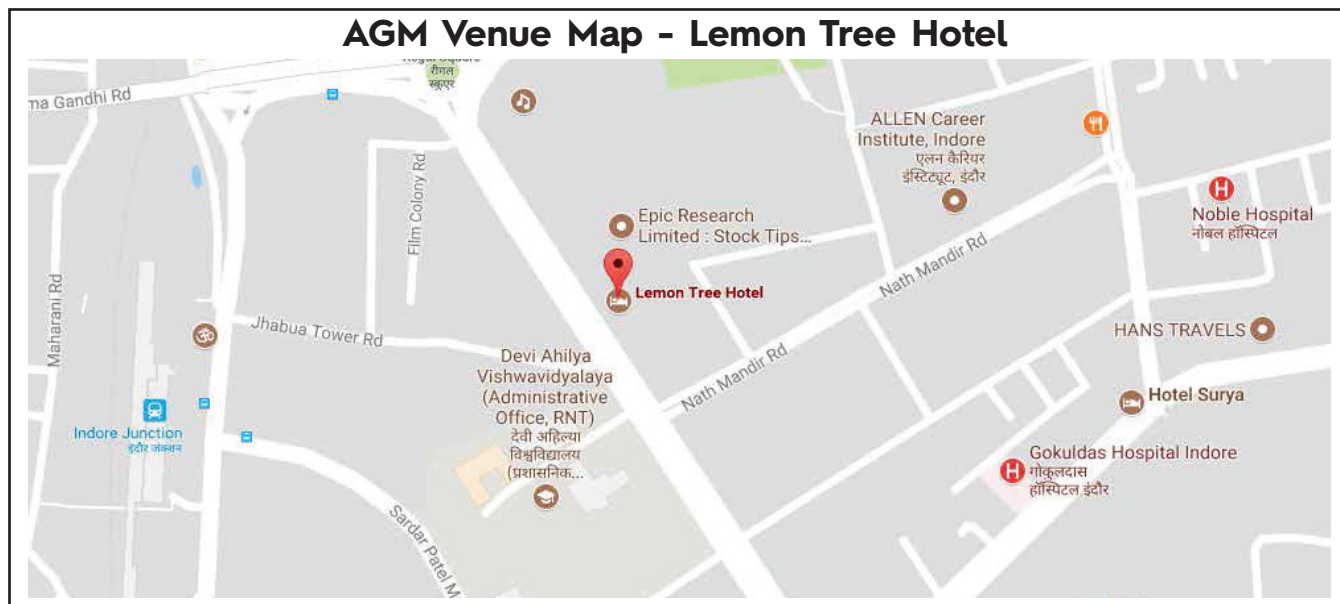 AGM Venue Map - Lemon Tree Hotel
Regal Square
रीगल
स्क्वएर
ma Gandhi Rd
ALLEN Career
Institute, Indore
एलन कैरियर
इंस्टिट्यूट, इंदौर
Film Colony Rd
Noble Hospital
नोबल हॉस्पिटल
Epic Research
Limited : Stock Tips...
Nath Mandir Rd
Lemon Tree Hotel
Maharani Rd
Jhabua Tower Rd
HANS TRAVELS
Devi Ahilya
Vishwavidyalaya
(Administrative
Office, RNT)
देवी अहिल्या
विश्वविद्यालय
(प्रशासनिक...
Nath Mandir Rd
Hotel Surya
Indore Junction
इंदौर जंक्शन
Gokuldas Hospital Indore
गोकुलदास
हॉस्पिटल इंदौर
Sardar Patel M